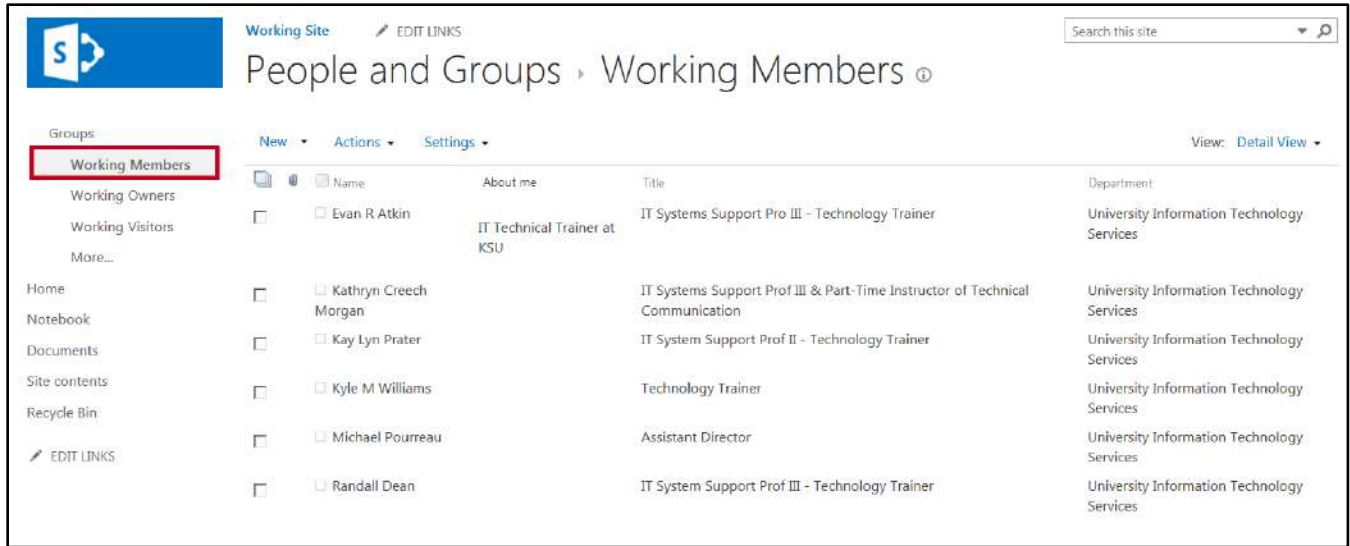 S
Working Site EDIT LINKS
Search this site
People and Groups Working Members
Groups
Working Members
Working Owners
Working Visitors
More...
Home
Notebook
Documents
Site contents
Recycle Bin
EDIT LINKS
New Actions Settings View: Detail View
Name About me Title Department
Evan R Atkin IT Technical Trainer at IT Systems Support Pro III - Technology Trainer University Information Technology
KSU Services
Kathryn Creech IT Systems Support Prof III & Part-Time Instructor of Technical University Information Technology
Morgan Communication Services
Kay Lyn Prater IT System Support Prof II - Technology Trainer University Information Technology
Services
Kyle M Williams Technology Trainer University Information Technology
Services
Michael Pourreau Assistant Director University Information Technology
Services
Randall Dean IT System Support Prof III - Technology Trainer University Information Technology
Services